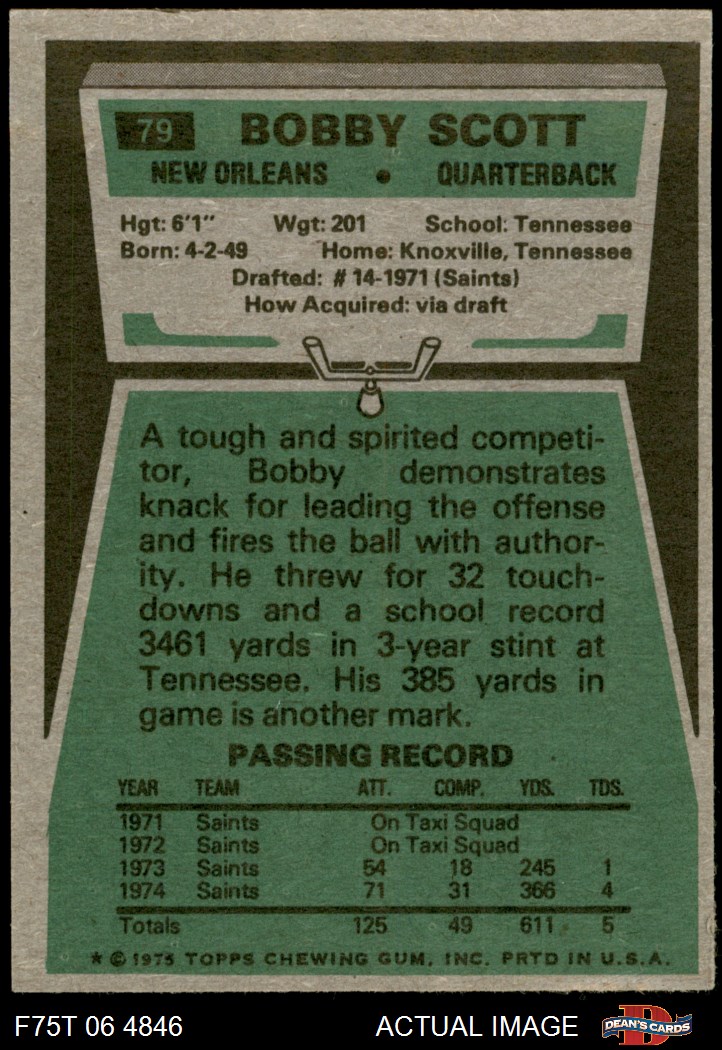 79 BOBBY SCOTT
NEW ORLEANS • QUARTERBACK
Hgt: 6'1" Wgt: 201 School: Tennessee
Born: 4-2-49 Home: Knoxville, Tennessee
Drafted: # 14-1971 (Saints)
How Acquired: via draft
A tough and spirited competi-
tor, Bobby demonstrates
knack for leading the offense
and fires the ball with author-
ity. He threw for 32 touch-
downs and a school record
3461 yards in 3-year stint at
Tennessee. His 385 yards in
game is another mark.
PASSING RECORD
YEAR TEAM ATT. COMP. YDS. TDS.
1971 Saints On Taxi Squad
1972 Saints On Taxi Squad
1973 Saints 54 18 245 1
1974 Saints 71 31 366 4
Totals 125 49 611 5
* © 1975 TOPPS CHEWING GUM, INC. PRTD IN U.S.A.
F75T 06 4846 ACTUAL IMAGE D DEAN'S CARDS